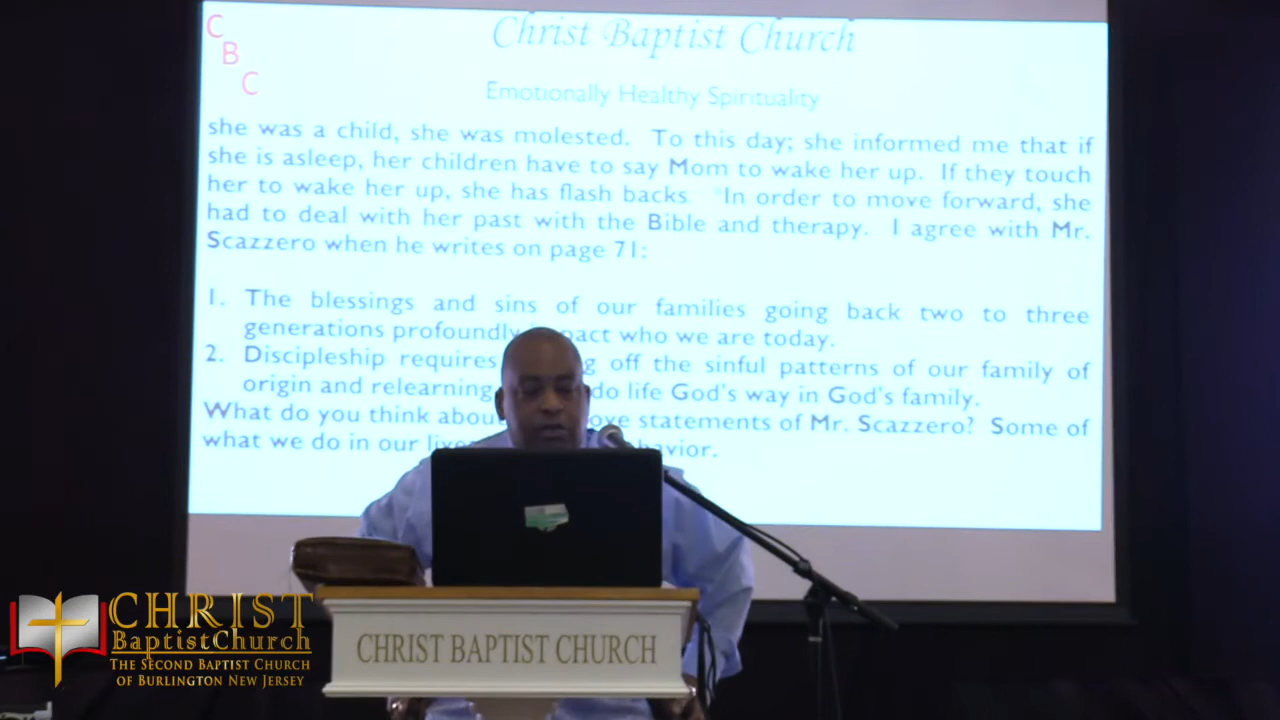 C
B
C
Christ Baptist Church
Emotionally Healthy Spirituality
she was a child, she was molested. To this day; she informed me that if
she is asleep, her children have to say Mom to wake her up. If they touch
her to wake her up, she has flash backs. In order to move forward, she
had to deal with her past with the Bible and therapy. I agree with Mr.
Scazzero when he writes on page 71:
1. The blessings and sins of our families going back two to three
generations profoundly who we are today.
2. Discipleship requires off the sinful patterns of our family of
origin and relearning do life God's way in God's family.
What do you think statements of Mr. Scazzero? Some of
what we do in our
CHRIST BAPTIST CHURCH
CHRIST
Baptist Church
THE SECOND BAPTIST CHURCH
OF BURLINGTON NEW JERSEY